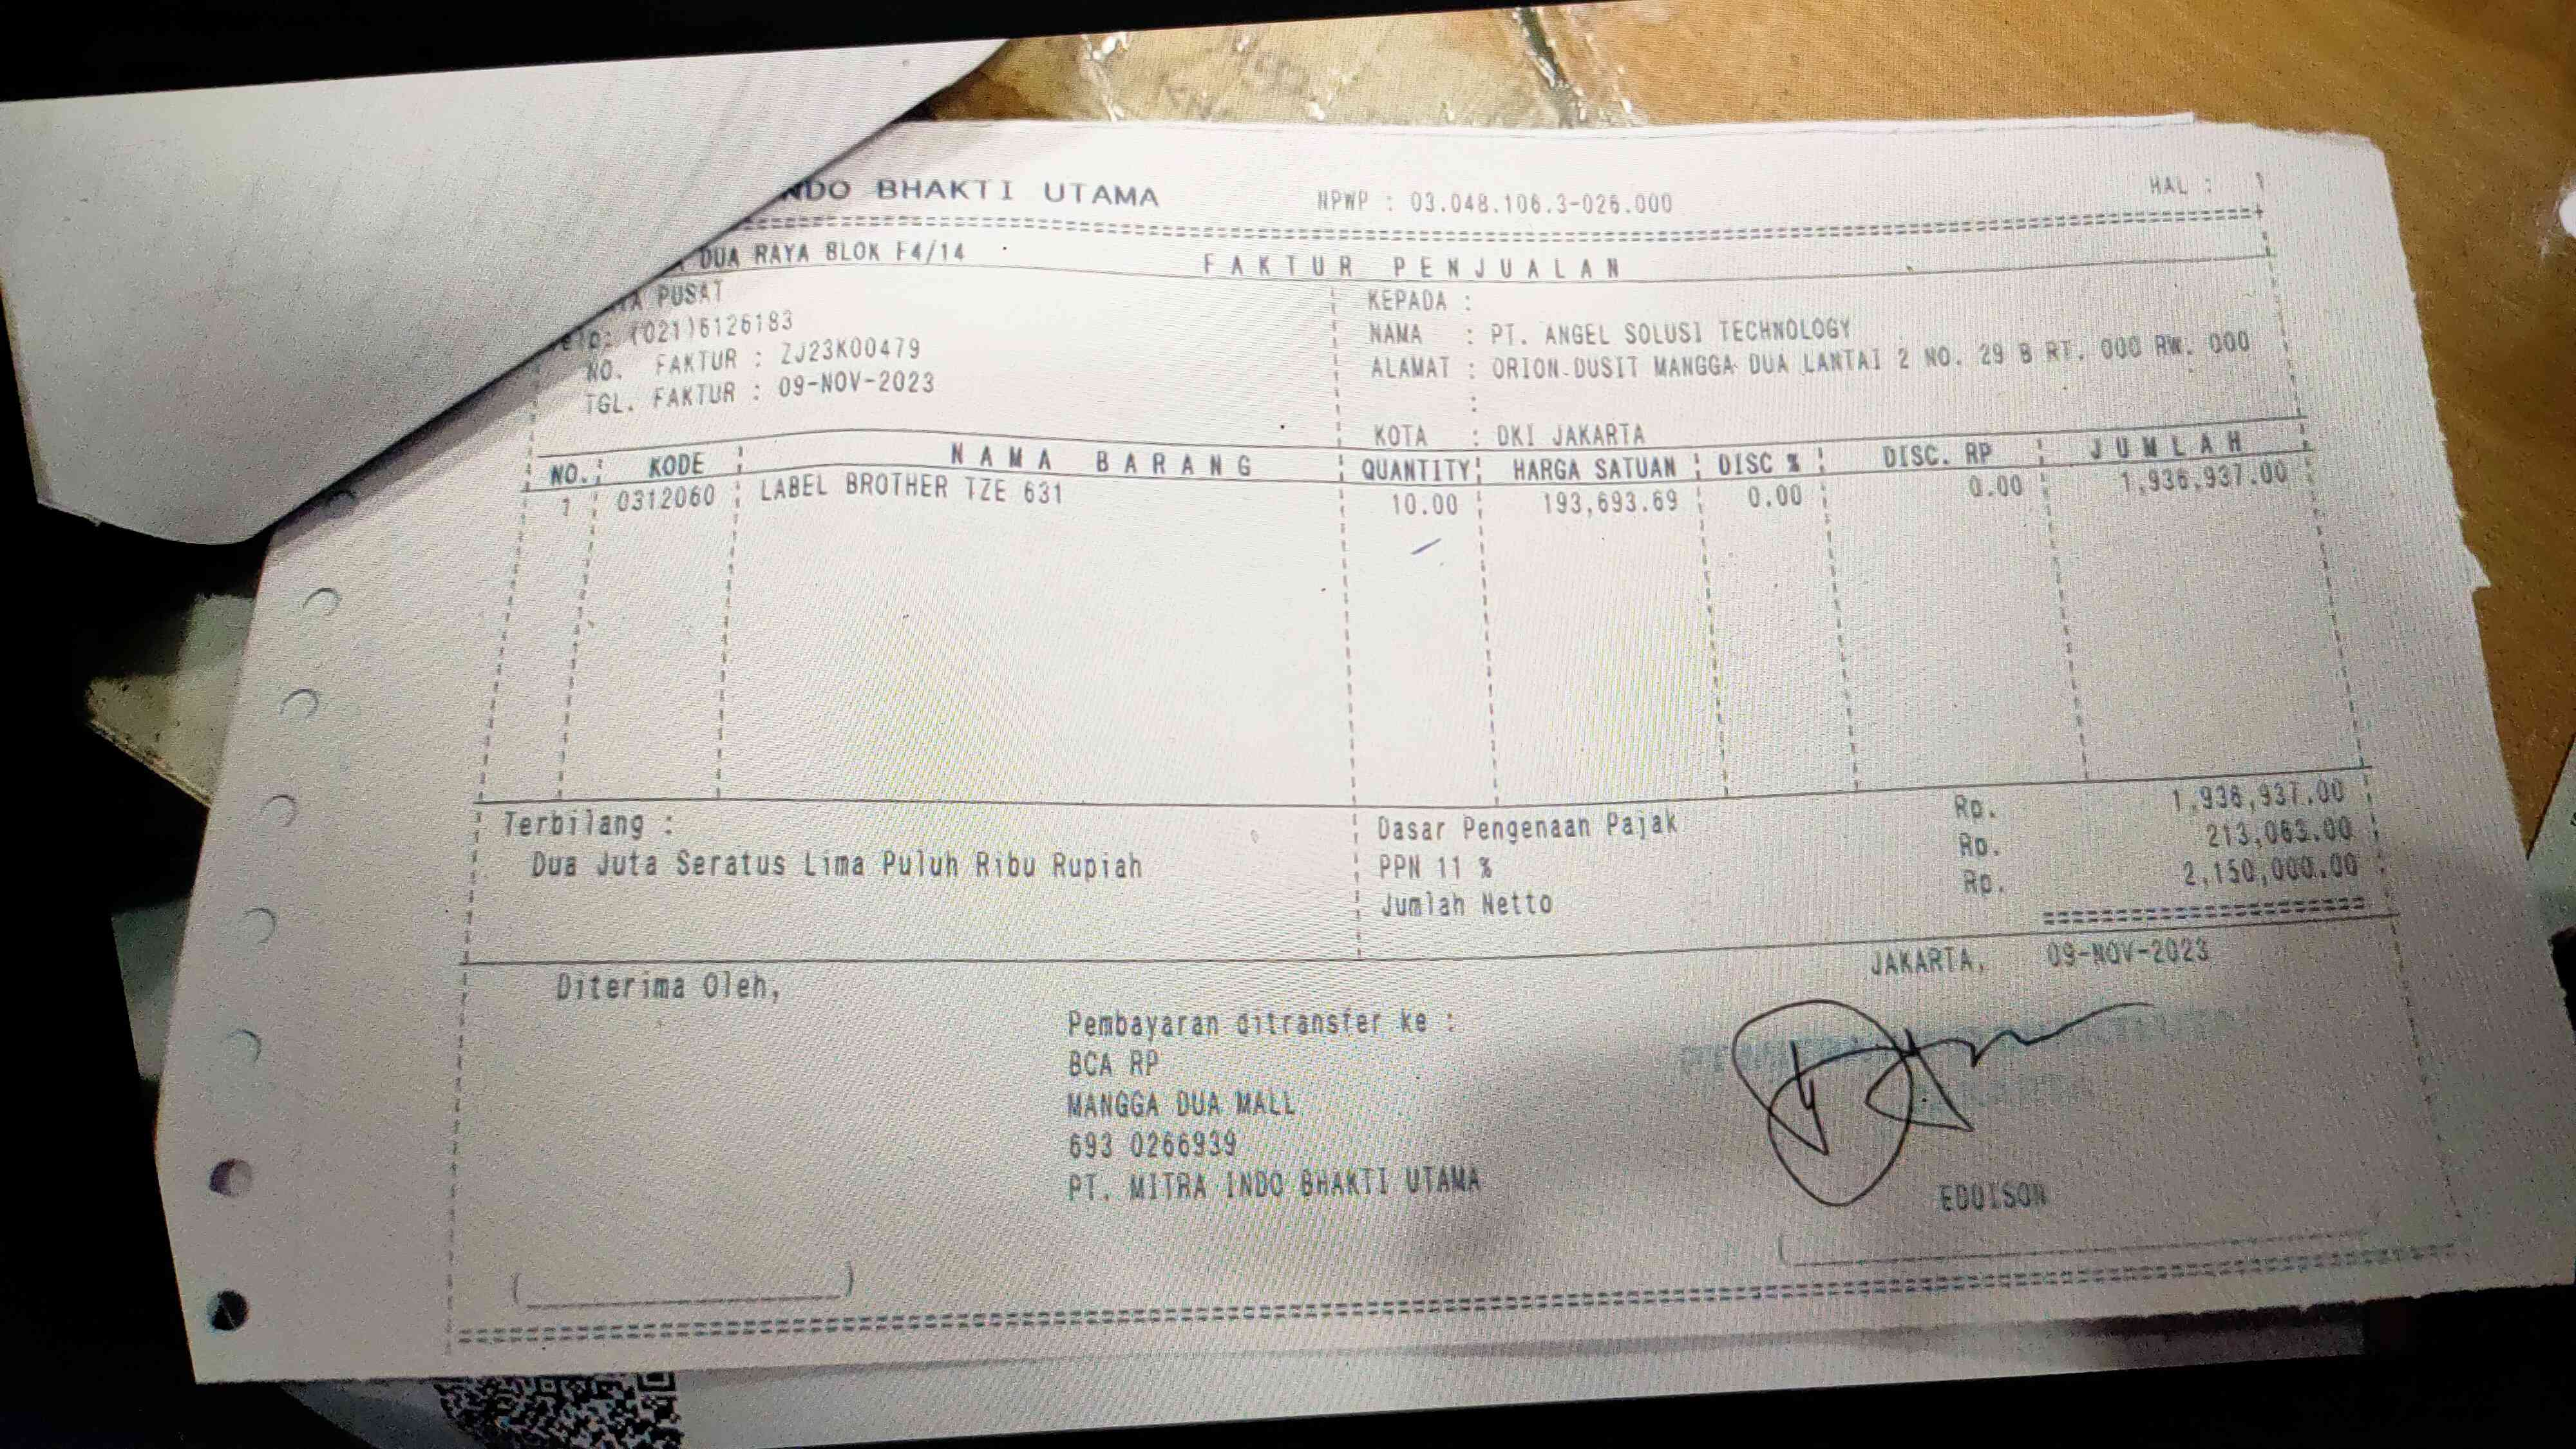 NDO BHAKTI UTAMA NPWP : 03.048.106.3-026.000 HAL : 1
DUA RAYA BLOK F4/14 FAKTUR PENJUALAN
PUSAT
(021)6126183
NO. FAKTUR : ZJ23K00479
TGL. FAKTUR : 09-NOV-2023
KEPADA :
NAMA : PT. ANGEL SOLUSI TECHNOLOGY
ALAMAT : ORION DUSIT MANGGA DUA LANTAI 2 NO. 29 B RT. 000 RW. 000
:
KOTA : DKI JAKARTA
NO. KODE NAMA BARANG QUANTITY HARGA SATUAN DISC % DISC. RP JUMLAH
1 0312060 LABEL BROTHER TZE 631 10.00 193,693.69 0.00 0.00 1,936,937.00
Terbilang :
Dua Juta Seratus Lima Puluh Ribu Rupiah
Dasar Pengenaan Pajak Rp. 1,936,937.00
PPN 11 % Rp. 213,063.00
Jumlah Netto Rp. 2,150,000.00
JAKARTA, 09-NOV-2023
Diterima Oleh,
Pembayaran ditransfer ke :
BCA RP
MANGGA DUA MALL
693 0266939
PT. MITRA INDO BHAKTI UTAMA
EDDISON